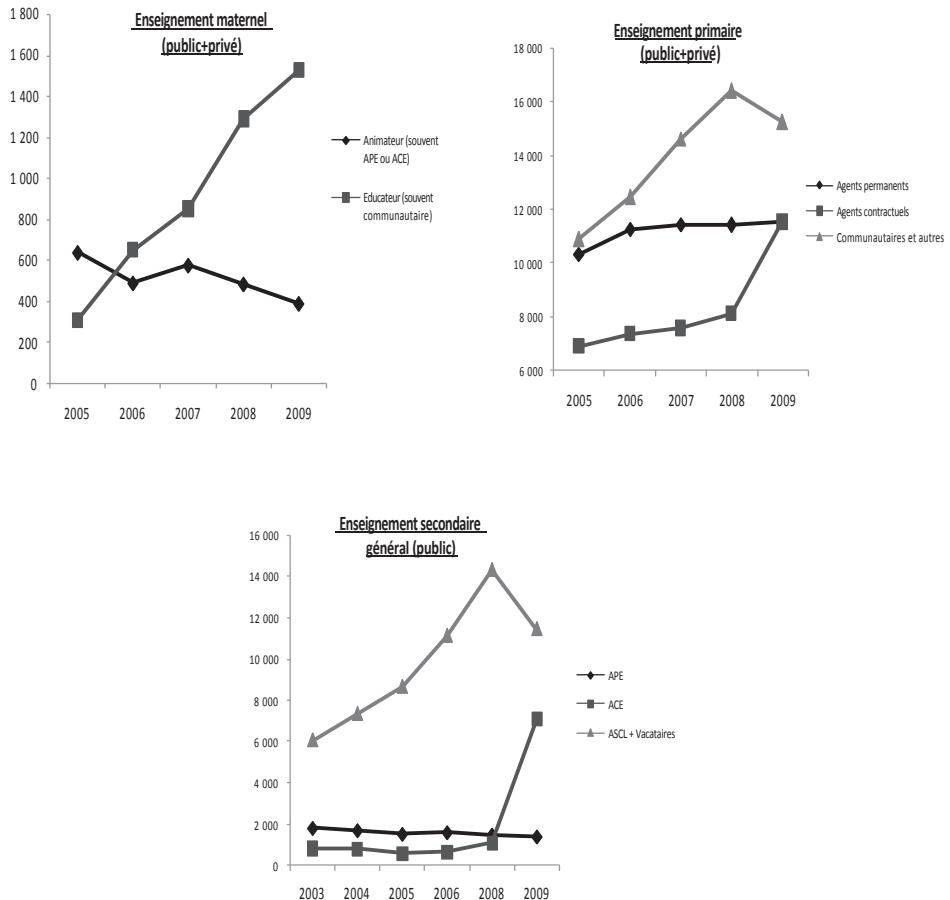 Enseignement maternel
(public+privé)
1 800
1 600
1 400
1 200
1 000
800
600
400
200
0
2005 2006 2007 2008 2009
Animateur (souvent
APE ou ACE)
Educateur (souvent
communautaire)
Enseignement primaire
(public+privé)
18 000
16 000
14 000
12 000
10 000
8 000
6 000
2005 2006 2007 2008 2009
Agents permanents
Agents contractuels
Communautaires et autres
Enseignement secondaire
général (public)
16 000
14 000
12 000
10 000
8 000
6 000
4 000
2 000
0
2003 2004 2005 2006 2008 2009
APE
ACE
ASCL + Vacataires